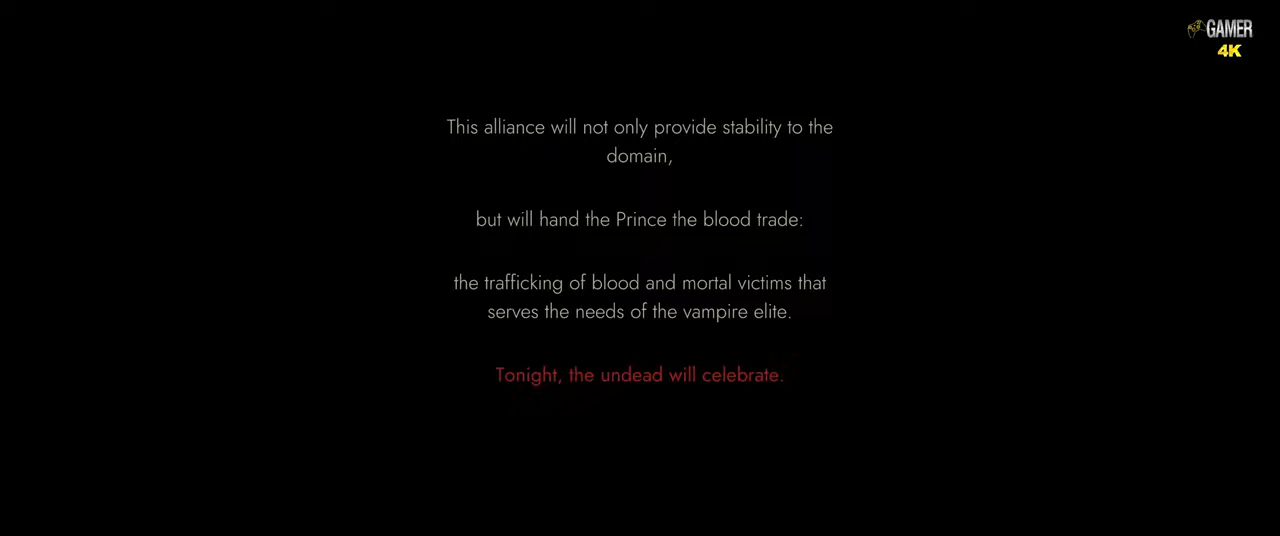 GAMER
4K
This alliance will not only provide stability to the
domain,
but will hand the Prince the blood trade:
the trafficking of blood and mortal victims that
serves the needs of the vampire elite.
Tonight, the undead will celebrate.